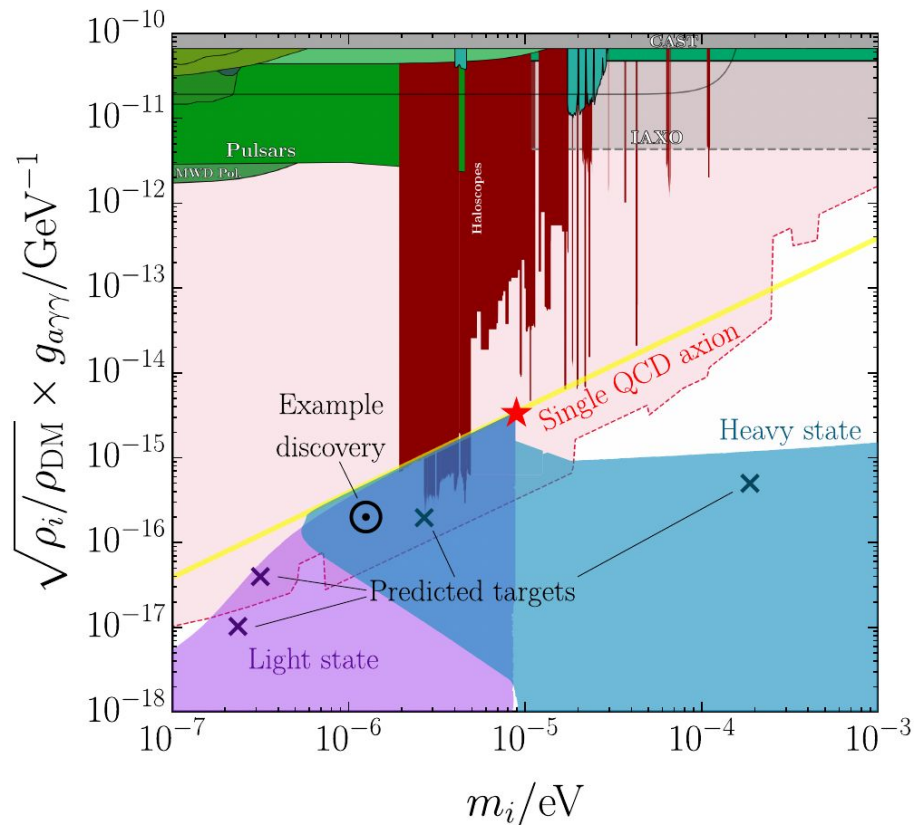 10⁻¹⁰
10⁻¹¹
10⁻¹²
10⁻¹³
10⁻¹⁴
10⁻¹⁵
10⁻¹⁶
10⁻¹⁷
10⁻¹⁸
√ρᵢ/ρ_DM × g_aγγ/GeV⁻¹
CAST
IAXO
Pulsars
MWD Pol.
Haloscopes
Single QCD axion
Example
discovery
Heavy state
Predicted targets
Light state
10⁻⁷
10⁻⁶
10⁻⁵
10⁻⁴
10⁻³
mᵢ/eV